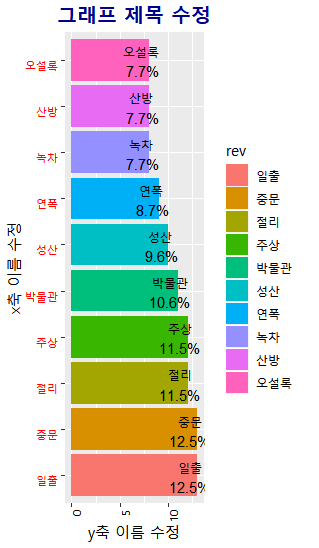 그래프 제목 수정
오설록
산방
녹차
연폭
성산
박물관
주상
절리
중문
일출
x축 이름 수정
오설록
7.7%
산방
7.7%
녹차
7.7%
연폭
8.7%
성산
9.6%
박물관
10.6%
주상
11.5%
절리
11.5%
중문
12.5%
일출
12.5%
0
5
10
y축 이름 수정
rev
일출
중문
절리
주상
박물관
성산
연폭
녹차
산방
오설록